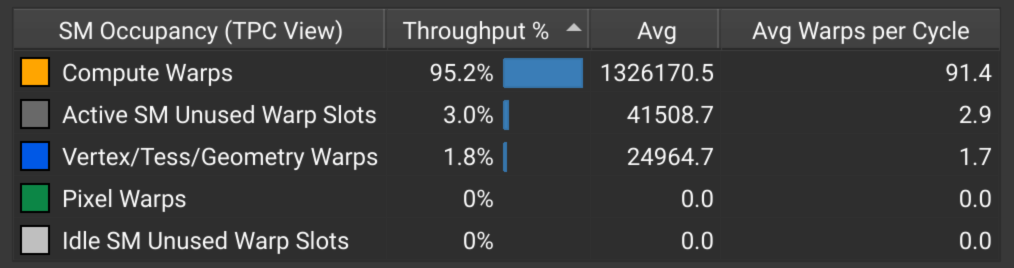 SM Occupancy (TPC View) Throughput % Avg Avg Warps per Cycle
Compute Warps 95.2% 1326170.5 91.4
Active SM Unused Warp Slots 3.0% 41508.7 2.9
Vertex/Tess/Geometry Warps 1.8% 24964.7 1.7
Pixel Warps 0% 0.0 0.0
Idle SM Unused Warp Slots 0% 0.0 0.0